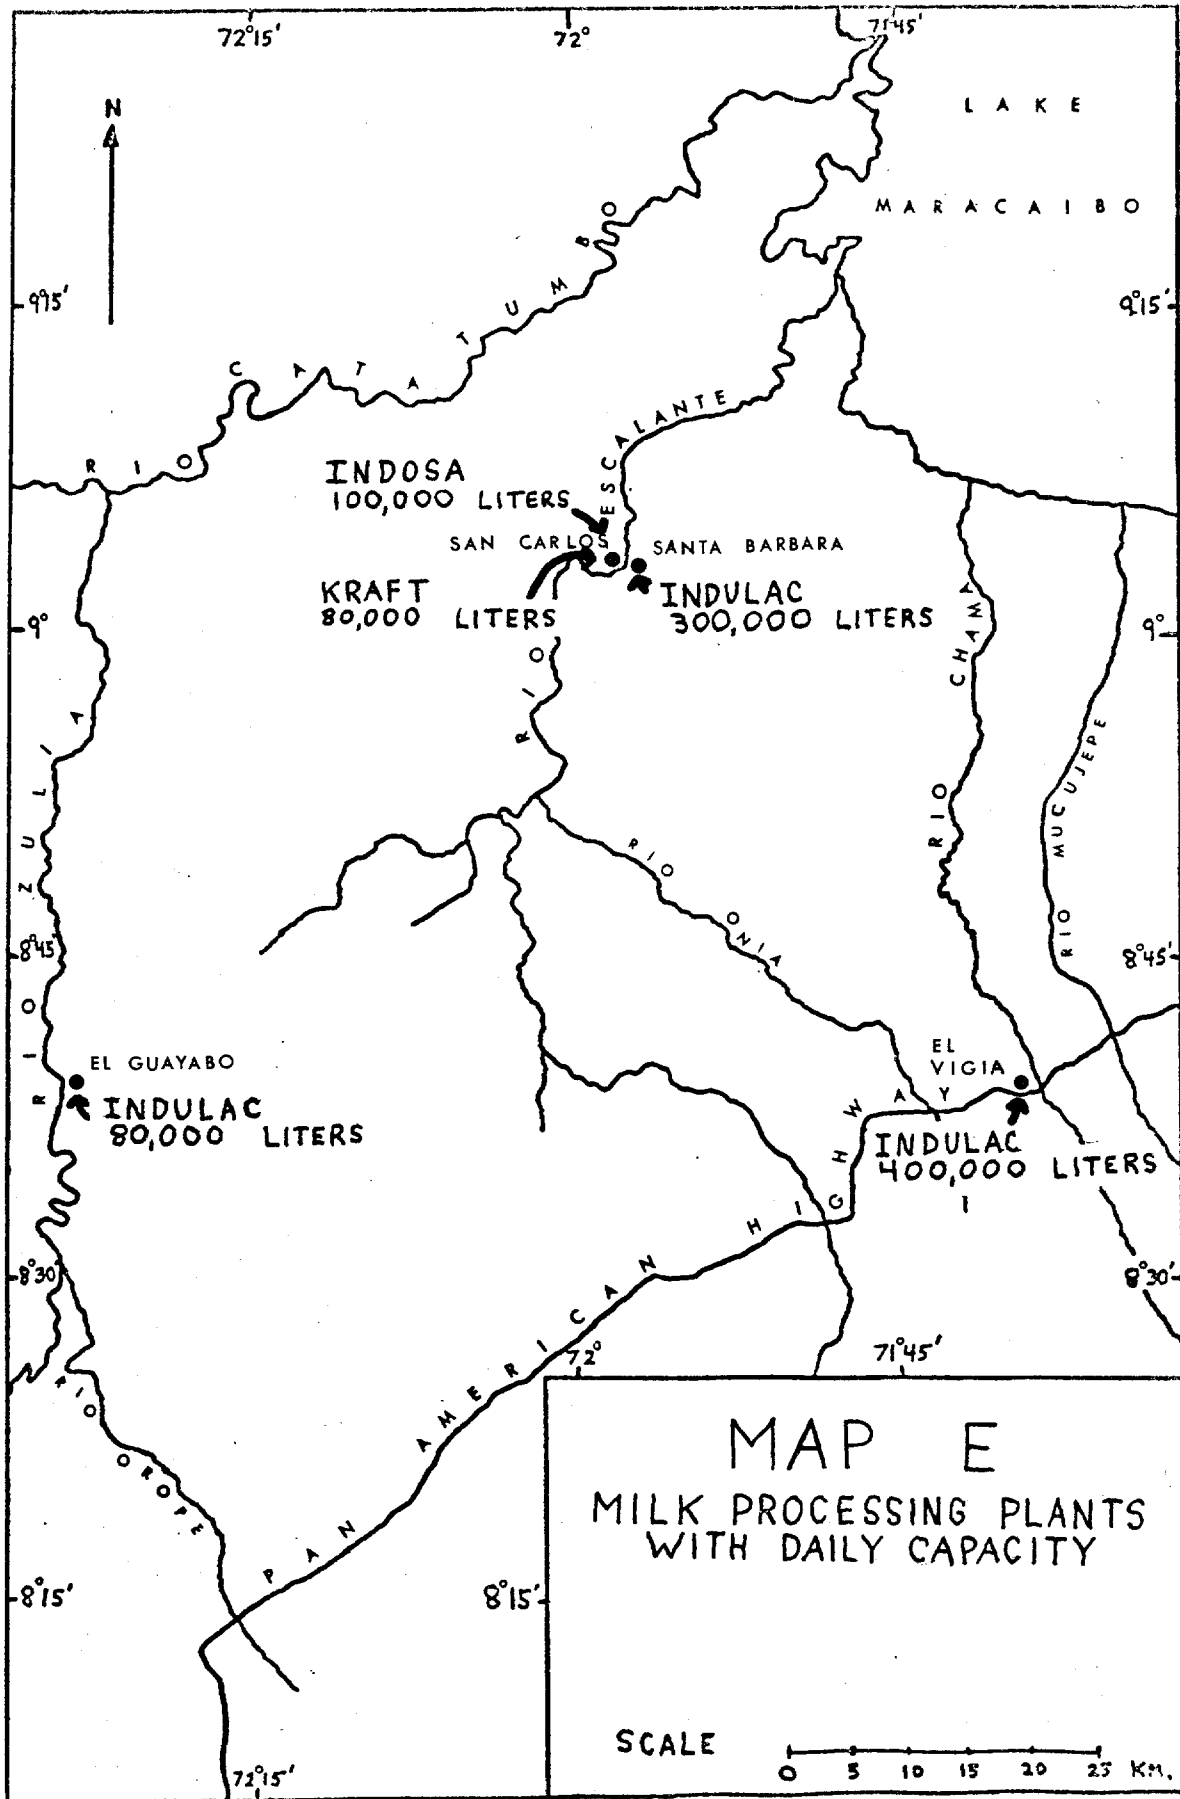 72°15'
72°
71°45'
N
LAKE
MARACAIBO
RIO CATATUMBO
9°15'
9°15'
ESCALANTE
INDOSA
100,000 LITERS
SAN CARLOS
SANTA BARBARA
KRAFT
80,000 LITERS
INDULAC
300,000 LITERS
9°
9°
RIO
RIO CHAMA
RIO MUCUJEPE
RIO ZULIA
RIO ONIA
8°45'
8°45'
EL GUAYABO
INDULAC
80,000 LITERS
EL
VIGIA
INDULAC
400,000 LITERS
8°30'
8°30'
PAN AMERICAN HIGHWAY
RIO OROPE
72°
71°45'
8°15'
8°15'
72°15'
MAP E
MILK PROCESSING PLANTS
WITH DAILY CAPACITY
SCALE
0 5 10 15 20 25 KM.